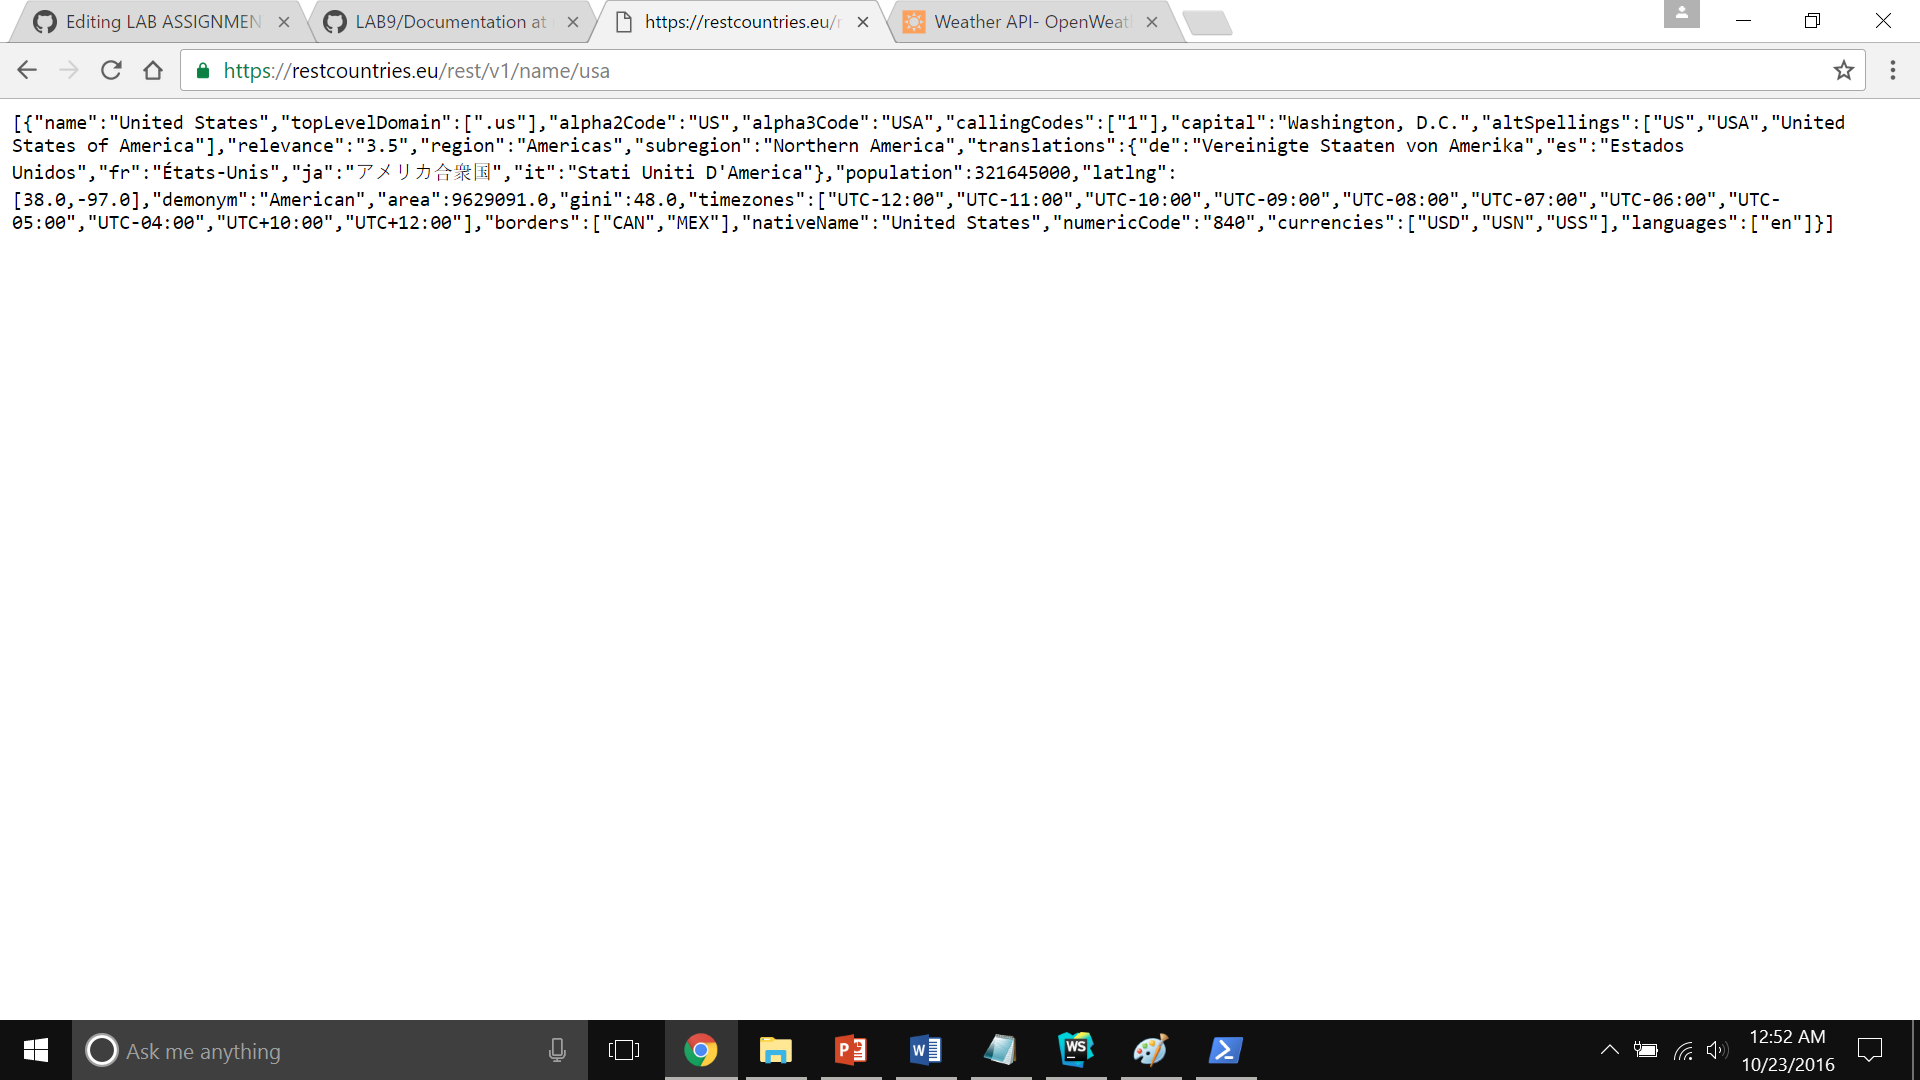 Editing LAB ASSIGNMEN
LAB9/Documentation at
https://restcountries.eu/r
Weather API- OpenWeat
https://restcountries.eu/rest/v1/name/usa
[{"name":"United States","topLevelDomain":[".us"],"alpha2Code":"US","alpha3Code":"USA","callingCodes":["1"],"capital":"Washington, D.C.","altSpellings":["US","USA","United
States of America"],"relevance":"3.5","region":"Americas","subregion":"Northern America","translations":{"de":"Vereinigte Staaten von Amerika","es":"Estados
Unidos","fr":"États-Unis","ja":"アメリカ合衆国","it":"Stati Uniti D'America"},"population":321645000,"latlng":
[38.0,-97.0],"demonym":"American","area":9629091.0,"gini":48.0,"timezones":["UTC-12:00","UTC-11:00","UTC-10:00","UTC-09:00","UTC-08:00","UTC-07:00","UTC-06:00","UTC-
05:00","UTC-04:00","UTC+10:00","UTC+12:00"],"borders":["CAN","MEX"],"nativeName":"United States","numericCode":"840","currencies":["USD","USN","USS"],"languages":["en"]}]
Ask me anything
12:52 AM
10/23/2016